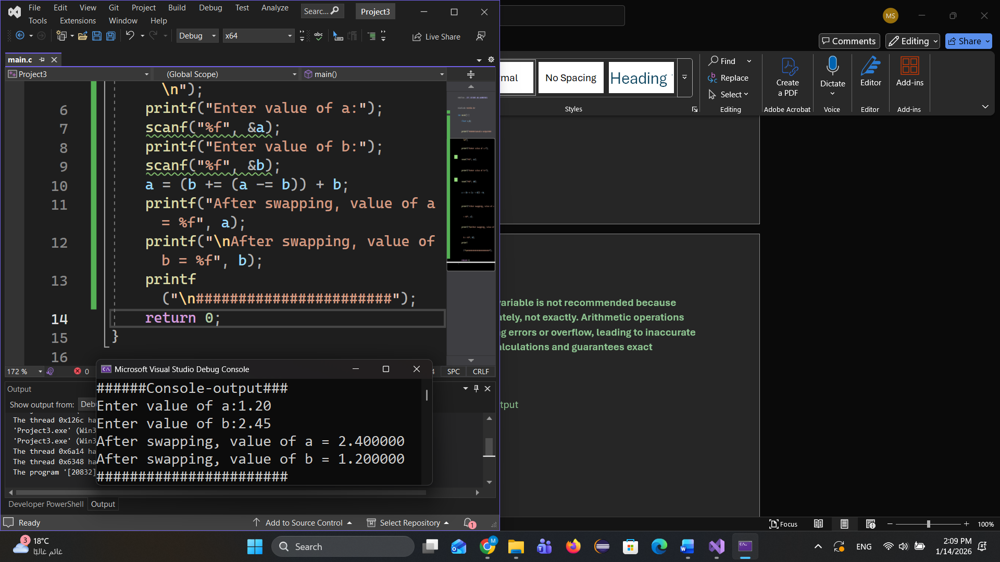 File Edit View Git Project Build Debug Test Analyze Searc... Project3
Tools Extensions Window Help
Debug x64 Live Share
main.c
Project3 (Global Scope) main()
\n");
6 printf("Enter value of a:");
7 scanf("%f", &a);
8 printf("Enter value of b:");
9 scanf("%f", &b);
10 a = (b += (a -= b)) + b;
11 printf("After swapping, value of a
= %f", a);
12 printf("\nAfter swapping, value of
b = %f", b);
13 printf
("\n#######################");
14 return 0;
15 }
16
172 % 0 4 SPC CRLF
Output
Show output from: Debu
The thread 0x126c ha
'Project3.exe' (Win3
'Project3.exe' (Win3
The thread 0x6a14 ha
The thread 0x6348 ha
The program '[20832]
Developer PowerShell Output
Ready Add to Source Control Select Repository 1
Microsoft Visual Studio Debug Console
######Console-output###
Enter value of a:1.20
Enter value of b:2.45
After swapping, value of a = 2.400000
After swapping, value of b = 1.200000
#######################
MS
Comments Editing Share
rmal No Spacing Heading
Find
Replace
Select
Create
a PDF
Dictate
Editor
Add-ins
Styles Editing Adobe Acrobat Voice Editor Add-ins
variable is not recommended because
ately, not exactly. Arithmetic operations
ng errors or overflow, leading to inaccurate
alculations and guarantees exact
tput
Focus 100%
3 18°C
غائم غالبًا
Search
ENG
2:09 PM
1/14/2026